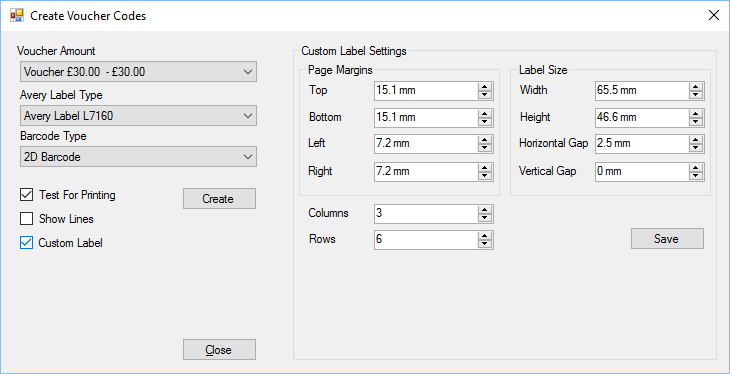 Create Voucher Codes
Voucher Amount
Voucher £30.00 - £30.00
Avery Label Type
Avery Label L7160
Barcode Type
2D Barcode
Test For Printing
Create
Show Lines
Custom Label
Close
Custom Label Settings
Page Margins
Top 15.1 mm
Bottom 15.1 mm
Left 7.2 mm
Right 7.2 mm
Label Size
Width 65.5 mm
Height 46.6 mm
Horizontal Gap 2.5 mm
Vertical Gap 0 mm
Columns 3
Rows 6
Save